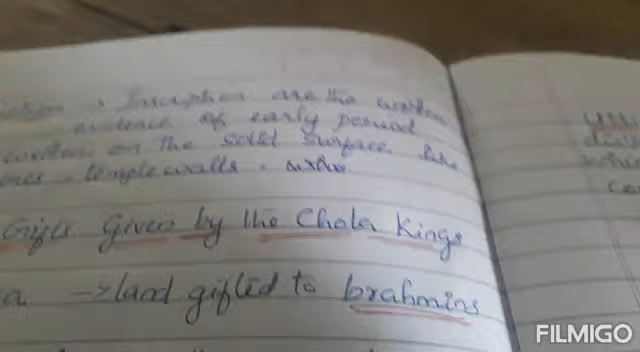 Inscription are the written
evidence of early period
written on the solid surface like
temple walls.
Gifts Given by the Chola Kings
→ land gifted to brahmins
FILMIGO